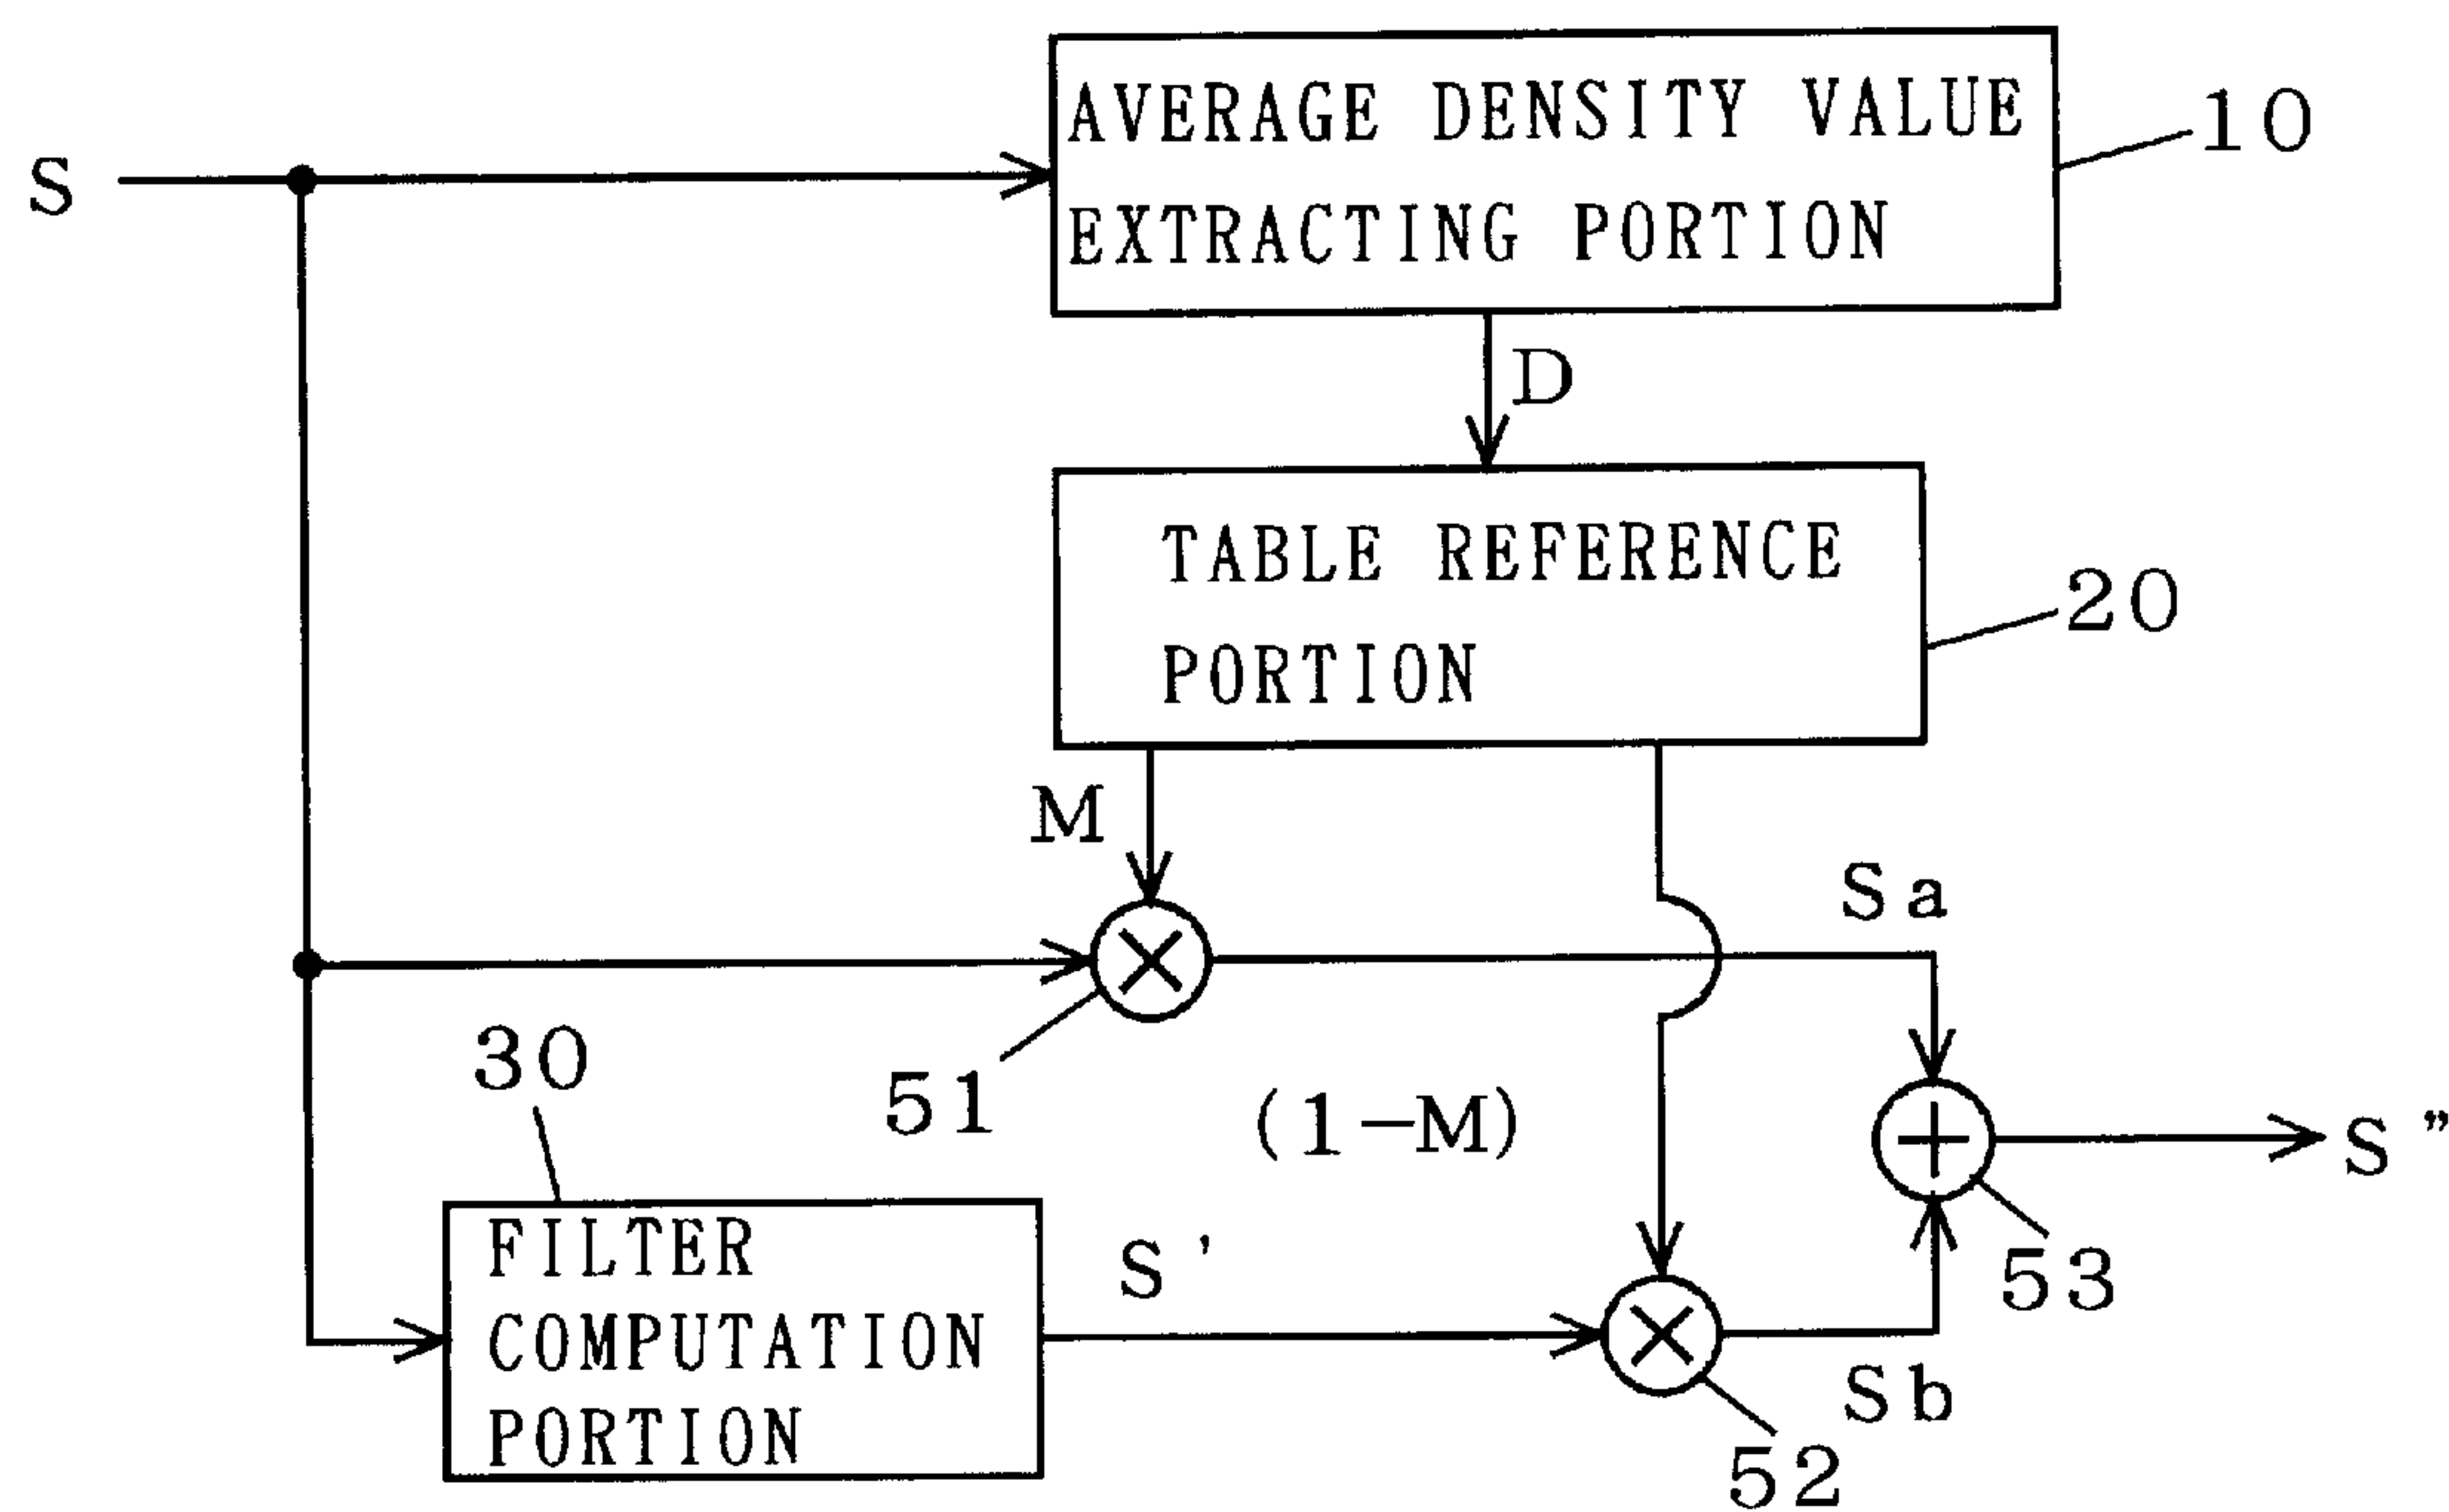 AVERAGE DENSITY VALUE
EXTRACTING PORTION
10
S
D
TABLE REFERENCE
PORTION
20
M
Sa
51
30
(1-M)
S"
FILTER
COMPUTATION
PORTION
S'
53
Sb
52